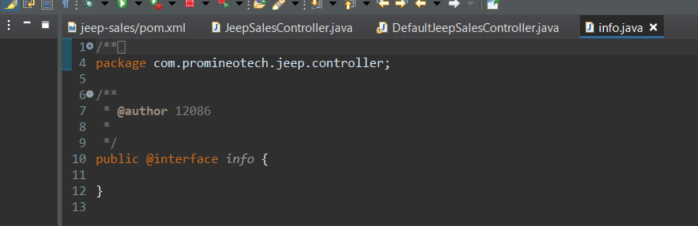 jeep-sales/pom.xml JeepSalesController.java DefaultJeepSalesController.java info.java
1 /**
4 package com.promineotech.jeep.controller;
5
6 /**
7 * @author 12086
8 *
9 */
10 public @interface info {
11
12 }
13